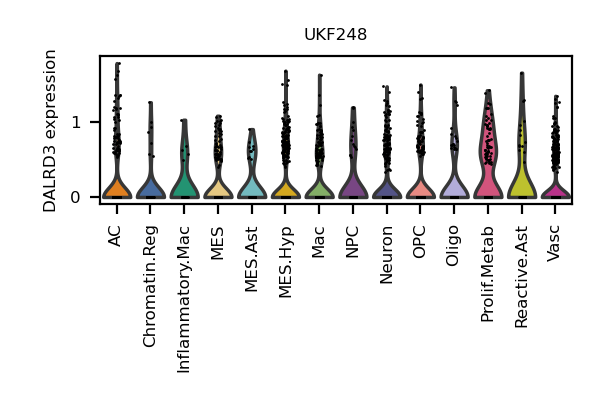 UKF248
DALRD3 expression
1
0
AC
Chromatin.Reg
Inflammatory.Mac
MES
MES.Ast
MES.Hyp
Mac
NPC
Neuron
OPC
Oligo
Prolif.Metab
Reactive.Ast
Vasc